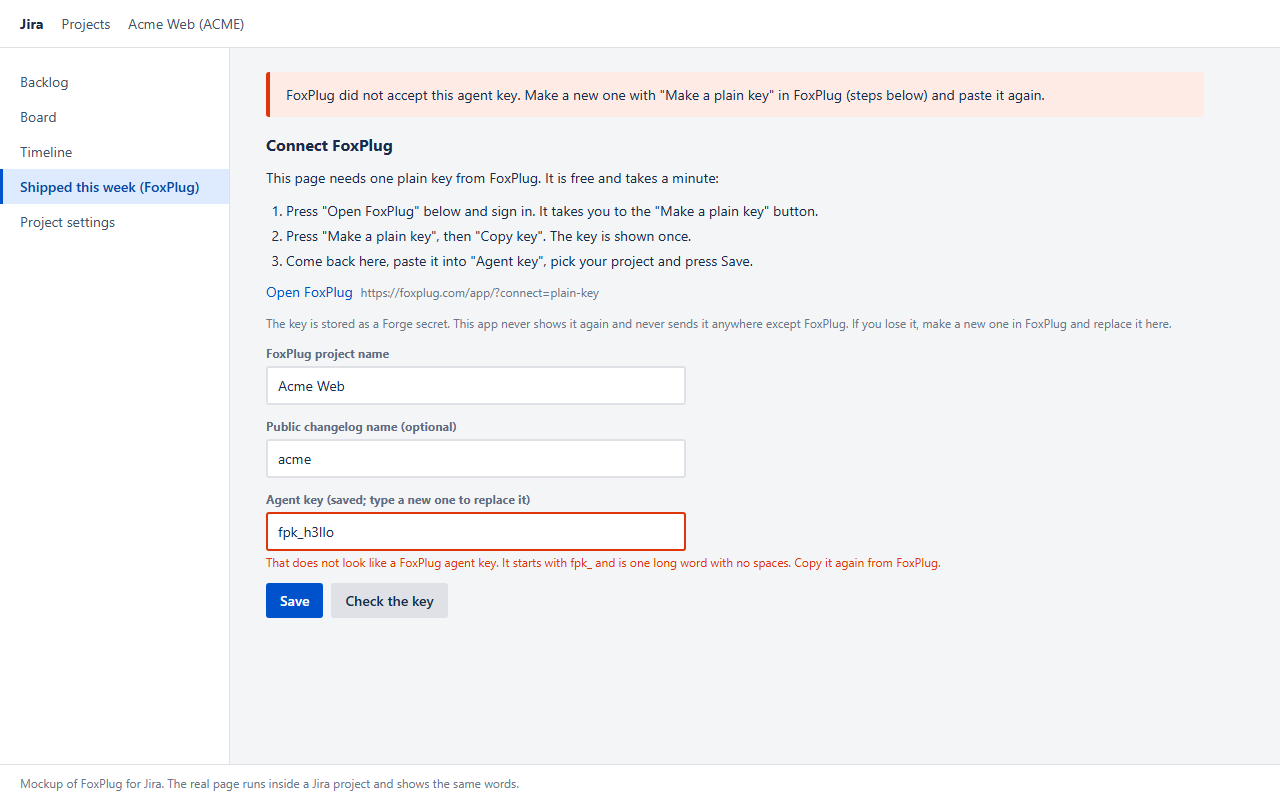 Jira Projects Acme Web (ACME)
Backlog
Board
Timeline
Shipped this week (FoxPlug)
Project settings
FoxPlug did not accept this agent key. Make a new one with "Make a plain key" in FoxPlug (steps below) and paste it again.
Connect FoxPlug
This page needs one plain key from FoxPlug. It is free and takes a minute:
1. Press "Open FoxPlug" below and sign in. It takes you to the "Make a plain key" button.
2. Press "Make a plain key", then "Copy key". The key is shown once.
3. Come back here, paste it into "Agent key", pick your project and press Save.
Open FoxPlug https://foxplug.com/app/?connect=plain-key
The key is stored as a Forge secret. This app never shows it again and never sends it anywhere except FoxPlug. If you lose it, make a new one in FoxPlug and replace it here.
FoxPlug project name
Acme Web
Public changelog name (optional)
acme
Agent key (saved; type a new one to replace it)
fpk_h3llo
That does not look like a FoxPlug agent key. It starts with fpk_ and is one long word with no spaces. Copy it again from FoxPlug.
Save Check the key
Mockup of FoxPlug for Jira. The real page runs inside a Jira project and shows the same words.